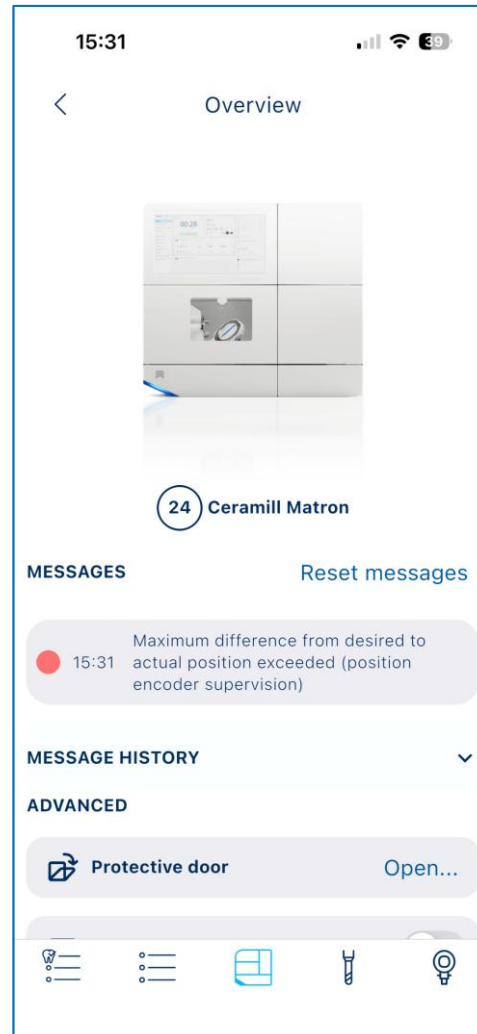 15:31
39
Overview
00:28
24 Ceramill Matron
MESSAGES Reset messages
15:31 Maximum difference from desired to
actual position exceeded (position
encoder supervision)
MESSAGE HISTORY
ADVANCED
Protective door Open...